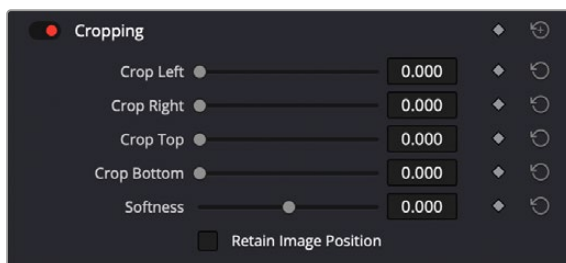 Cropping
Crop Left 0.000
Crop Right 0.000
Crop Top 0.000
Crop Bottom 0.000
Softness 0.000
Retain Image Position